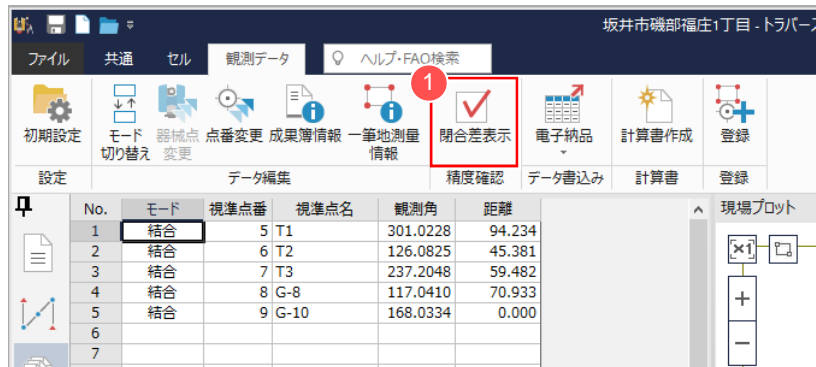 坂井市磯部福庄1丁目 - トラバース
ファイル 共通 セル 観測データ ヘルプ・FAQ検索
1
初期設定 モード切り替え 器械点変更 点番変更 成果簿情報 一筆地測量情報 閉合差表示 電子納品 計算書作成 登録
設定 データ編集 精度確認 データ書込み 計算書 登録
No. モード 視準点番 視準点名 観測角 距離 現場プロット
1 結合 5 T1 301.0228 94.234
2 結合 6 T2 126.0825 45.381
3 結合 7 T3 237.2048 59.482
4 結合 8 G-8 117.0410 70.933
5 結合 9 G-10 168.0334 0.000
6
7